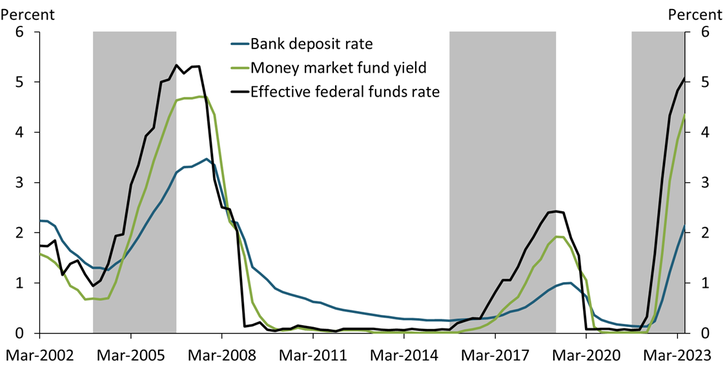 Percent Percent
6 6
Bank deposit rate
Money market fund yield
Effective federal funds rate
5 5
4 4
3 3
2 2
1 1
0 0
Mar-2002 Mar-2005 Mar-2008 Mar-2011 Mar-2014 Mar-2017 Mar-2020 Mar-2023